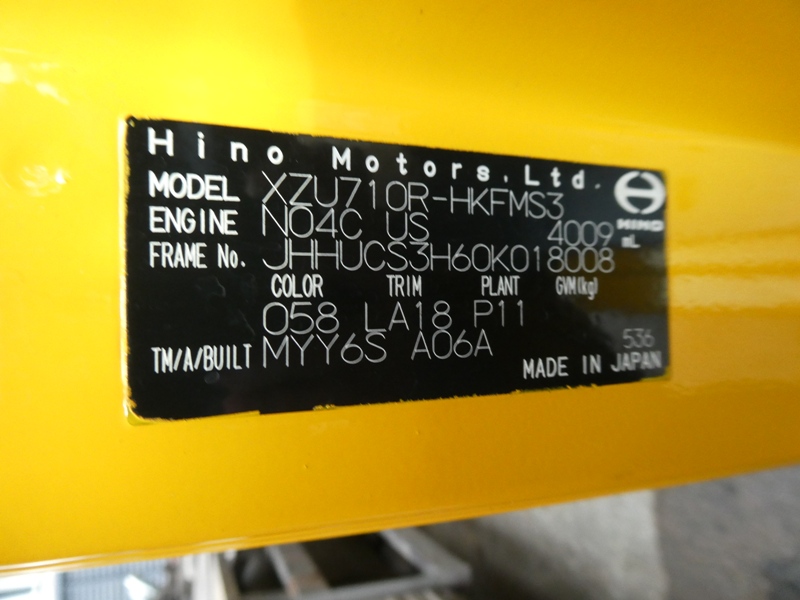 Hino Motors, Ltd.
HINO
MODEL XZU710R-HKFMS3
ENGINE N04C US 4009 mL
FRAME No. JHHUCS3H60K018008
COLOR TRIM PLANT GVM(kg)
058 LA18 P11
TM/A/BUILT MYY6S A06A 536
MADE IN JAPAN